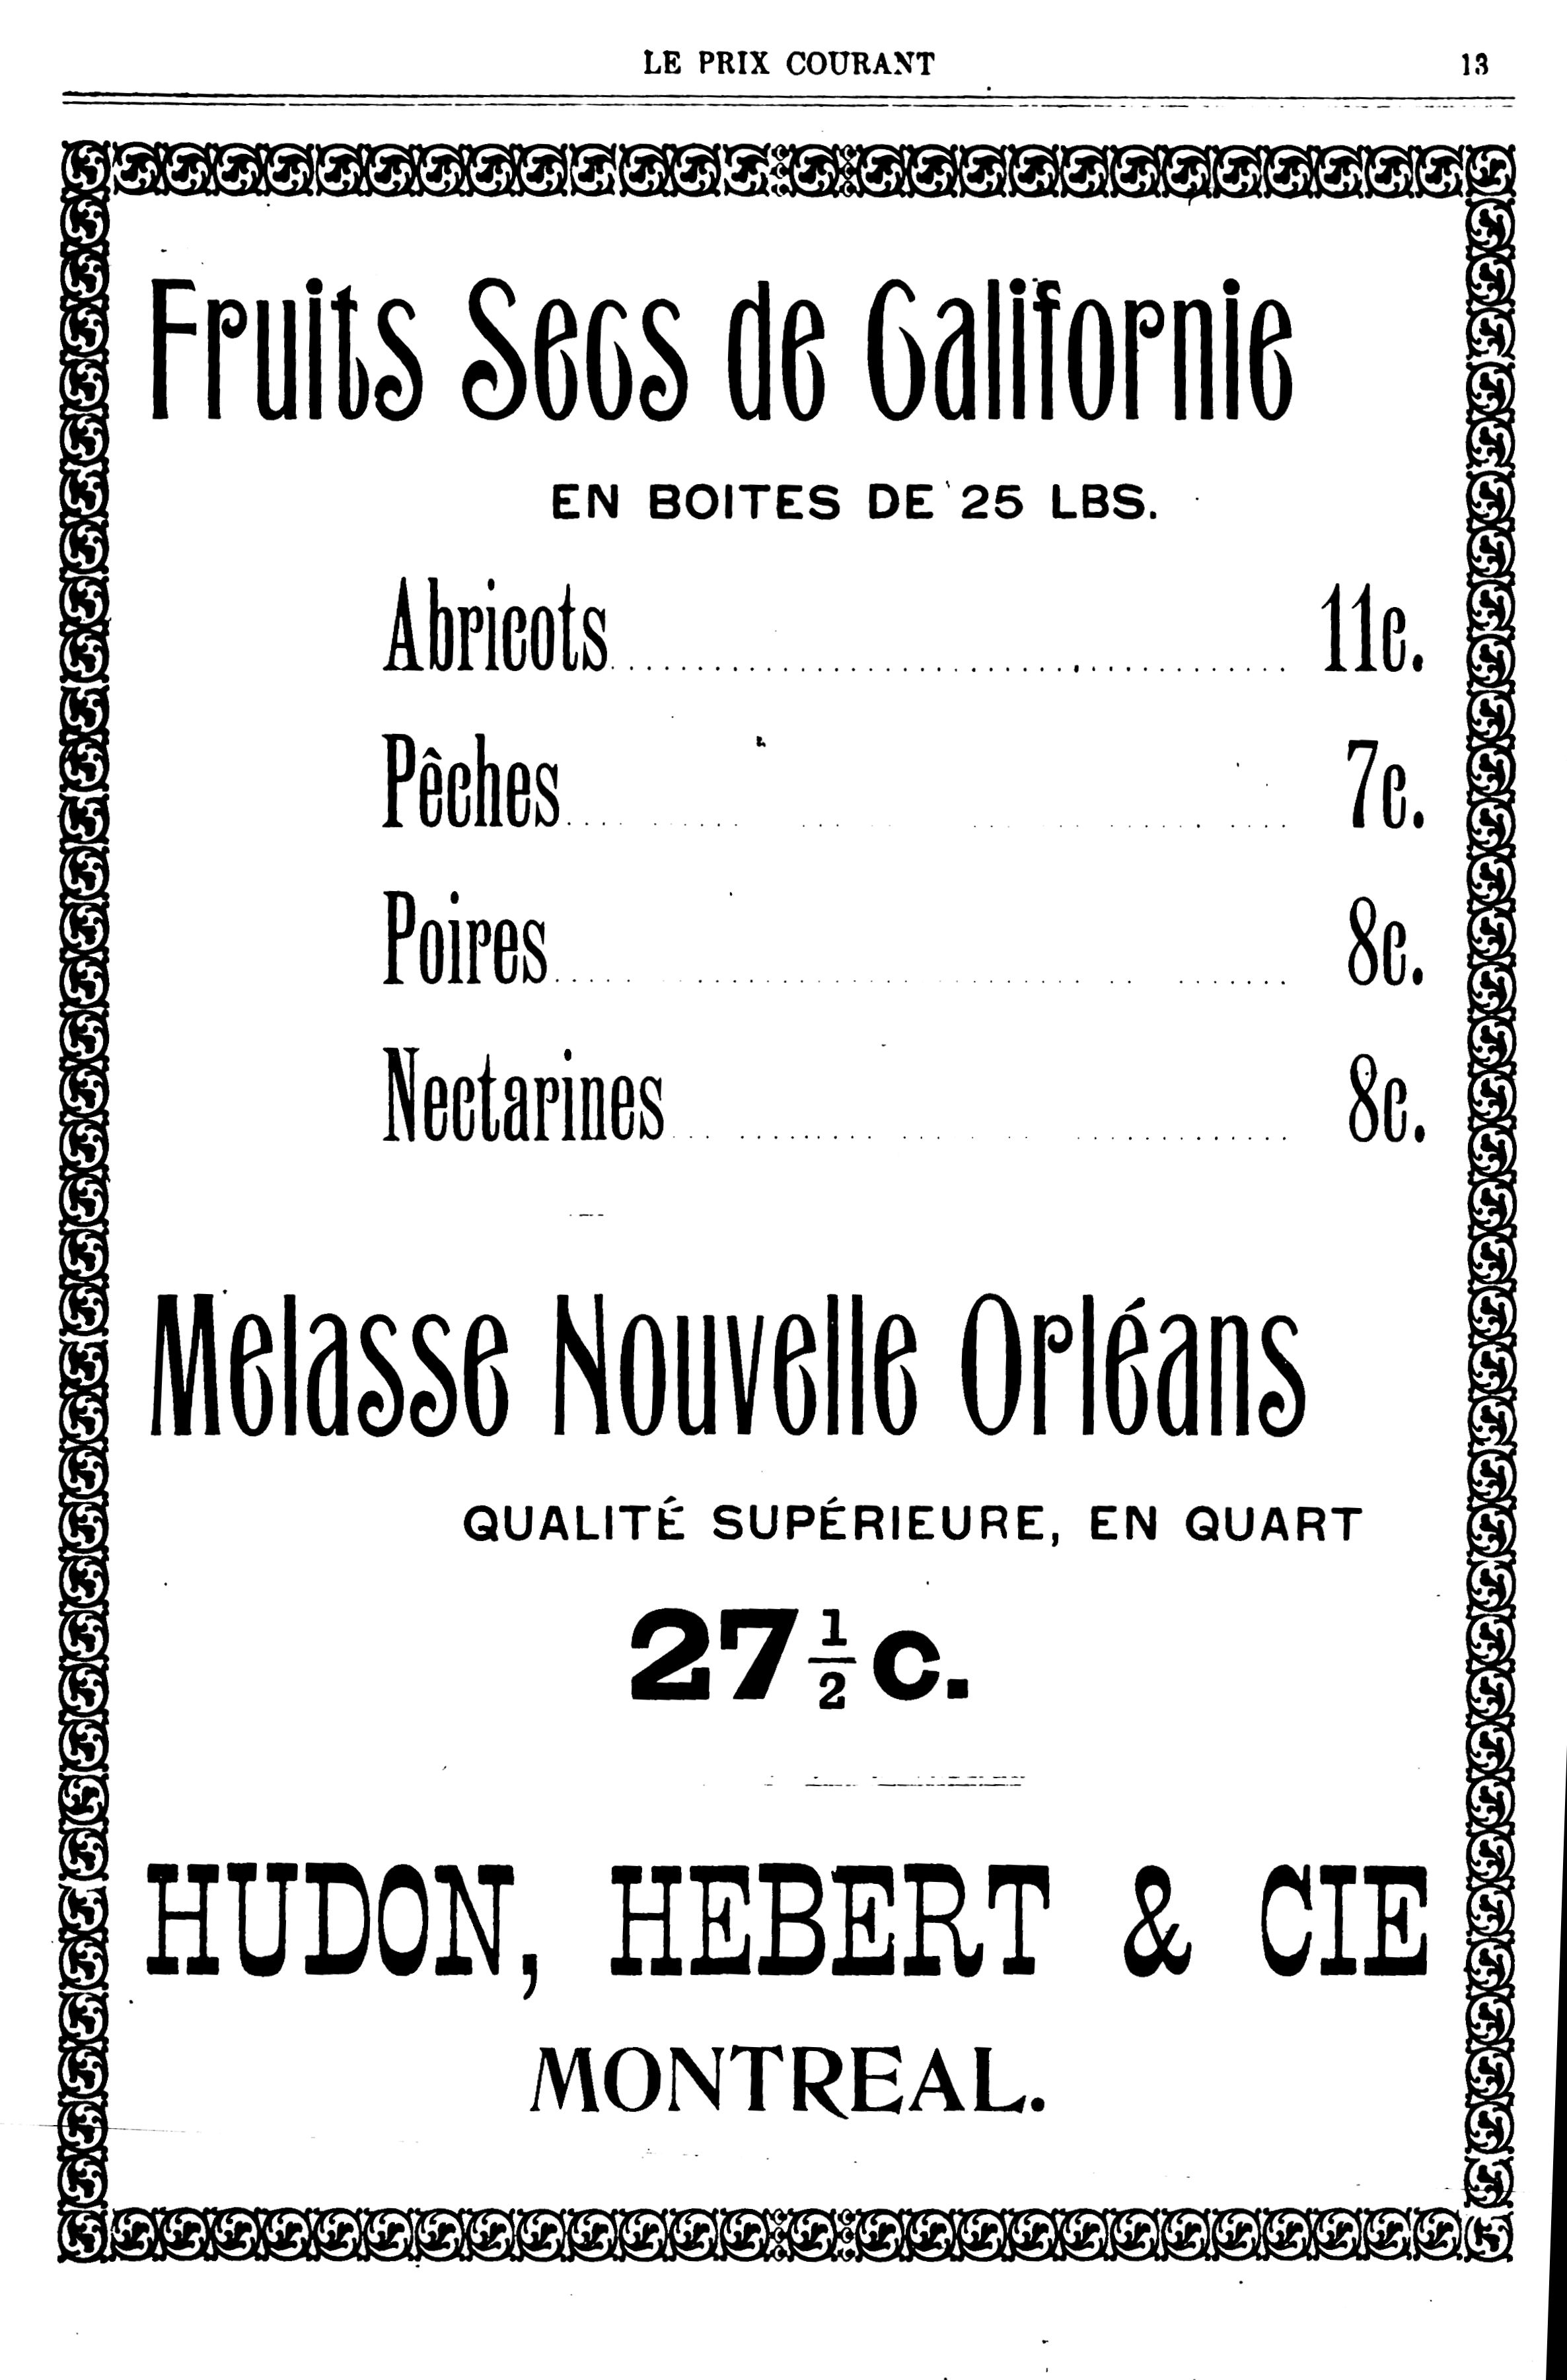 LE PRIX COURANT 13
Fruits Secs de Californie
EN BOITES DE 25 LBS.
Abricots 11c.
Pêches 7c.
Poires 8c.
Nectarines 8c.
Melasse Nouvelle Orléans
QUALITÉ SUPÉRIEURE, EN QUART
27½c.
HUDON, HEBERT & CIE
MONTREAL.